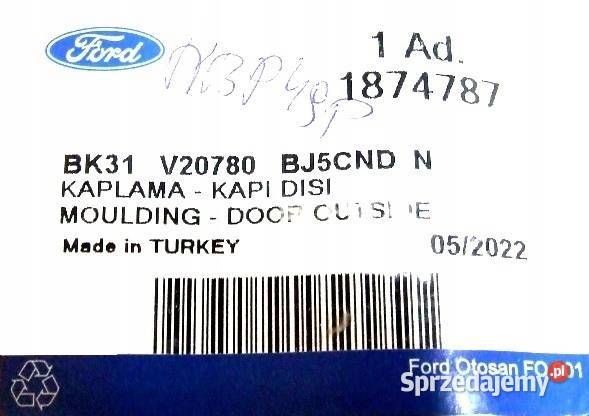 Ford
1 Ad.
1874787
BK31 V20780 BJ5CND N
KAPLAMA - KAPI DISI
MOULDING - DOOR OUTSIDE
Made in TURKEY 05/2022
Ford Otosan
Sprzedajemy.pl